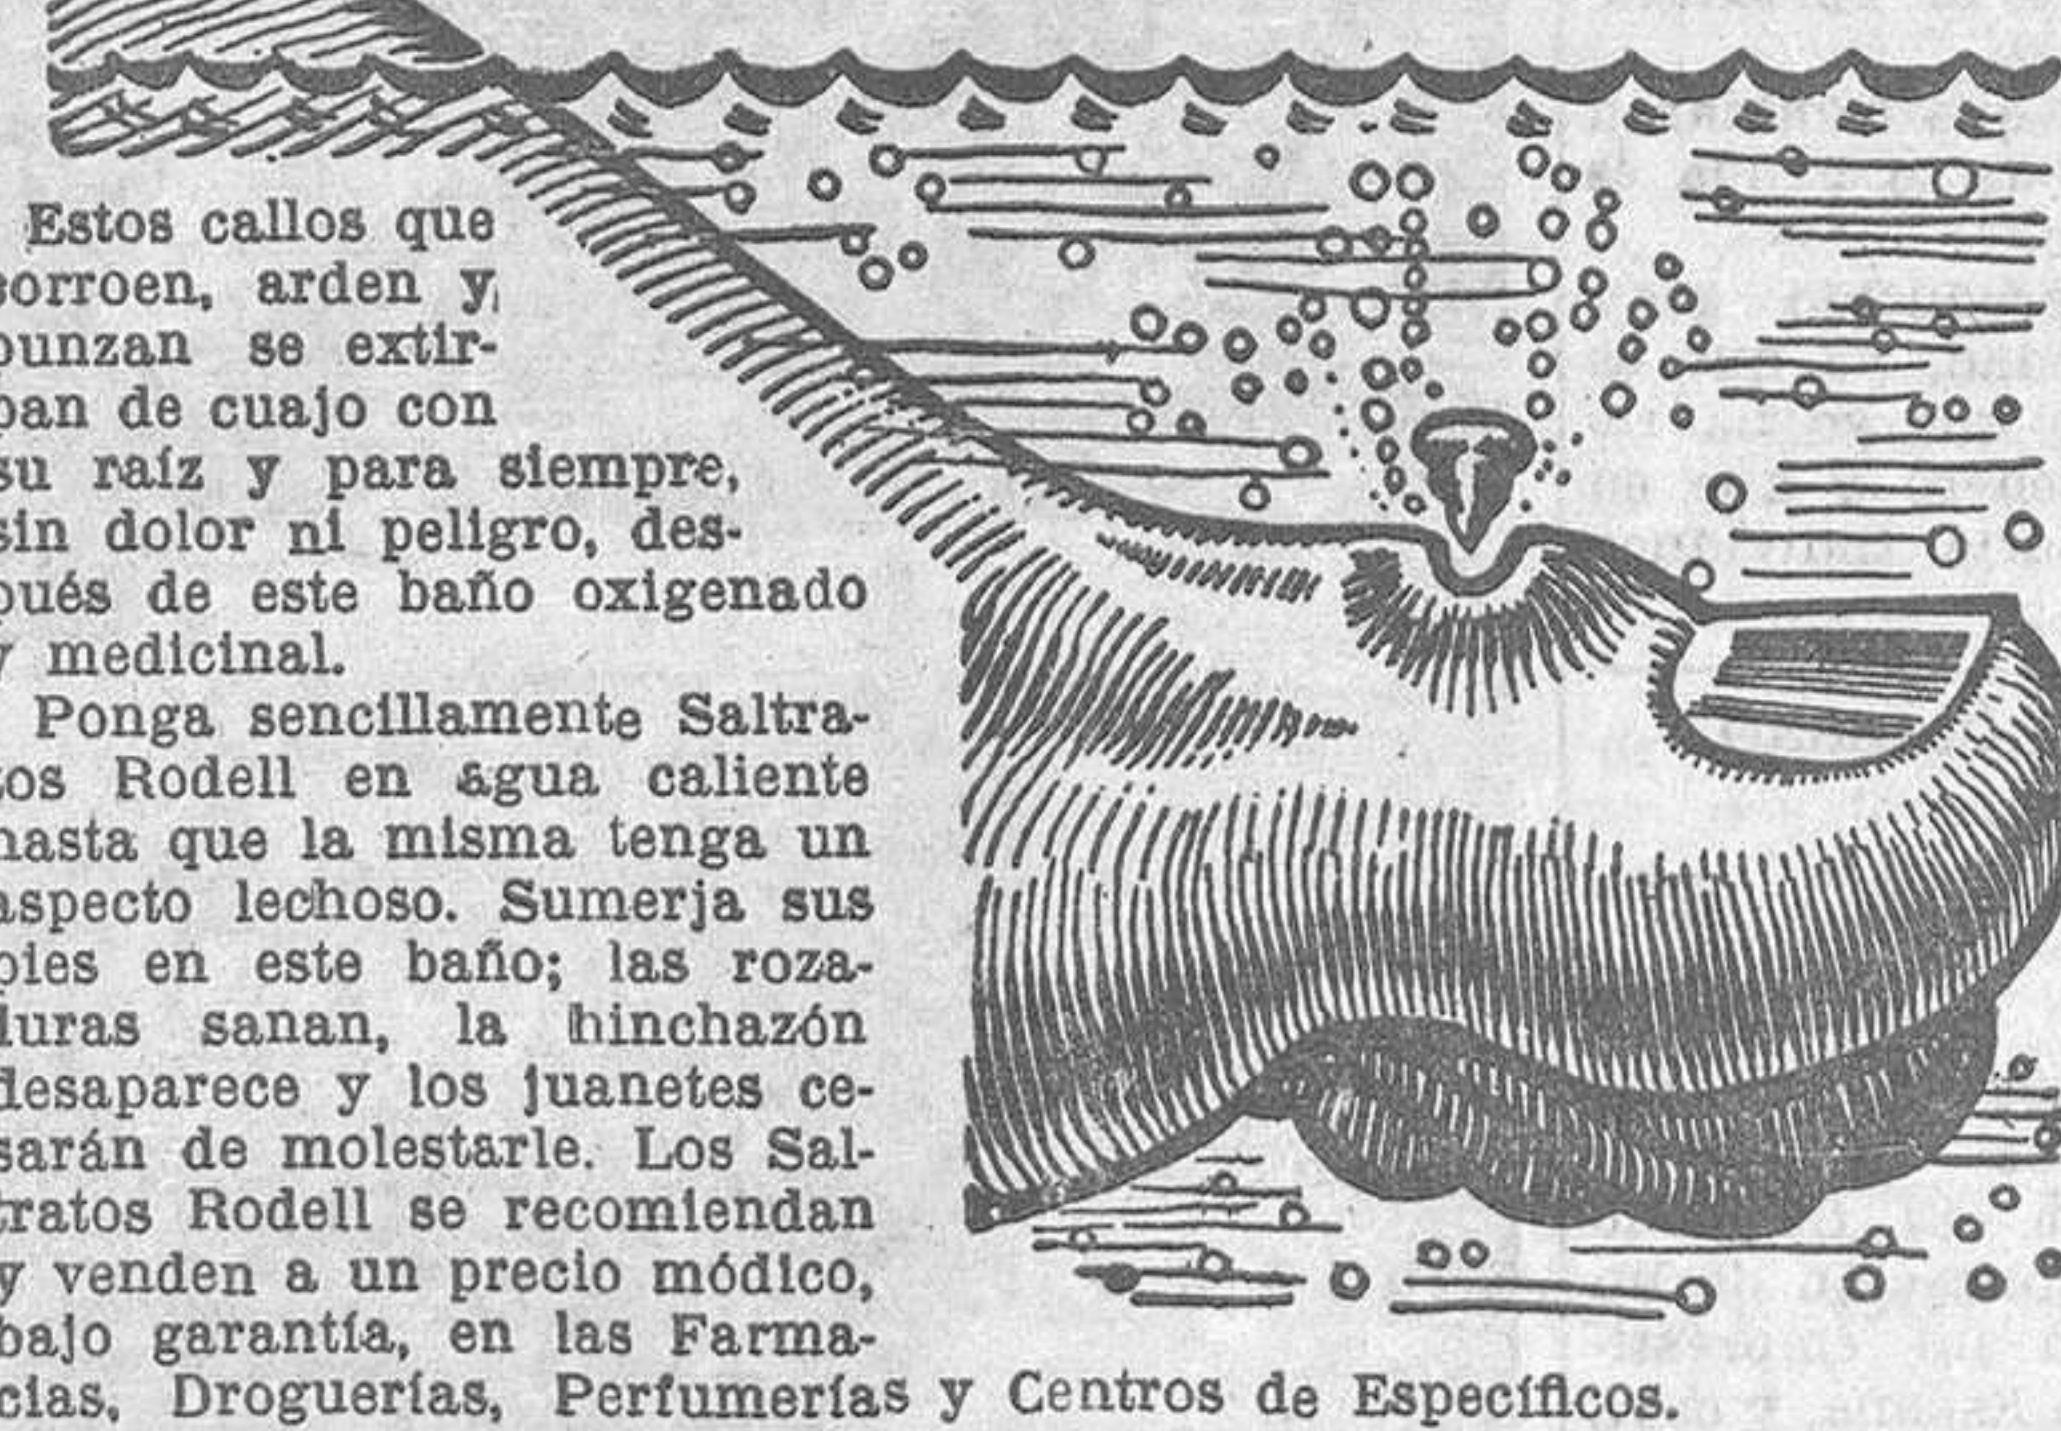 Estos callos que
sorroen, arden y
punzan se extir-
pan de cuajo con
su raíz y para siempre,
sin dolor ni peligro, des-
pués de este baño oxigenado
y medicinal.
Ponga sencillamente Saltra-
tos Rodell en agua caliente
hasta que la misma tenga un
aspecto lechoso. Sumerja sus
pies en este baño; las roza-
duras sanan, la hinchazón
desaparece y los juanetes ce-
sarán de molestarle. Los Sal-
tratos Rodell se recomiendan
y venden a un precio módico,
bajo garantía, en las Farma-
cias, Droguerías, Perfumerías y Centros de Específicos.